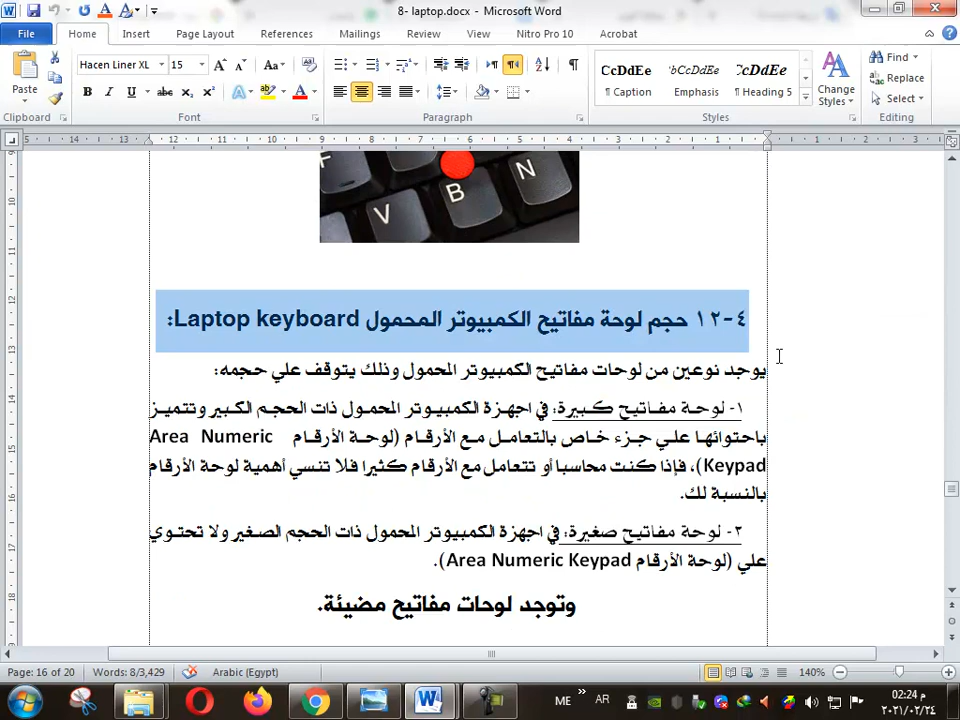 8- laptop.docx - Microsoft Word
File Home Insert Page Layout References Mailings Review View Nitro Pro 10 Acrobat
Hacen Liner XL 15 Aa
Paste
B I U abc X₂ X² A A
CcDdEe CcDdEe CcDdEe
¶ Caption Emphasis ¶ Heading 5
Change Styles
Find
Replace
Select
Clipboard Font Paragraph Styles Editing
V B N F
٤-١٢ حجم لوحة مفاتيح الكمبيوتر المحمول Laptop keyboard:
يوجد نوعين من لوحات مفاتيح الكمبيوتر المحمول وذلك يتوقف علي حجمه:
١- لوحة مفاتيح كبيرة: في اجهزة الكمبيوتر المحمول ذات الحجم الكبير وتتميز
باحتوائها علي جزء خاص بالتعامل مع الأرقام (لوحة الأرقام Area Numeric
Keypad)، فإذا كنت محاسبا أو تتعامل مع الأرقام كثيرا فلا تنسي أهمية لوحة الأرقام
بالنسبة لك.
٢- لوحة مفاتيح صغيرة: في اجهزة الكمبيوتر المحمول ذات الحجم الصغير ولا تحتوي
علي (لوحة الأرقام Area Numeric Keypad).
وتوجد لوحات مفاتيح مضيئة.
Page: 16 of 20 Words: 8/3,429 Arabic (Egypt) 140%
ME AR 02:24 م
٢٠٢١/٠٢/٢٤